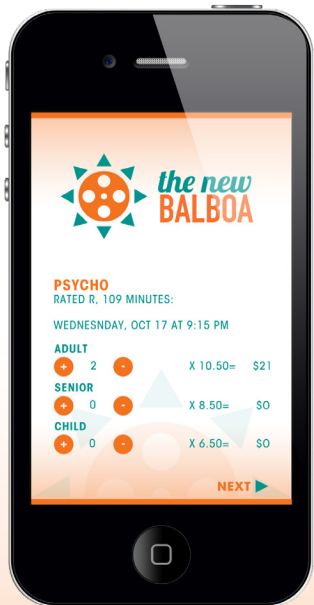 the new
BALBOA
PSYCHO
RATED R, 109 MINUTES:
WEDNESNDAY, OCT 17 AT 9:15 PM
ADULT
+ 2 - X 10.50= $21
SENIOR
+ 0 - X 8.50= $0
CHILD
+ 0 - X 6.50= $0
NEXT